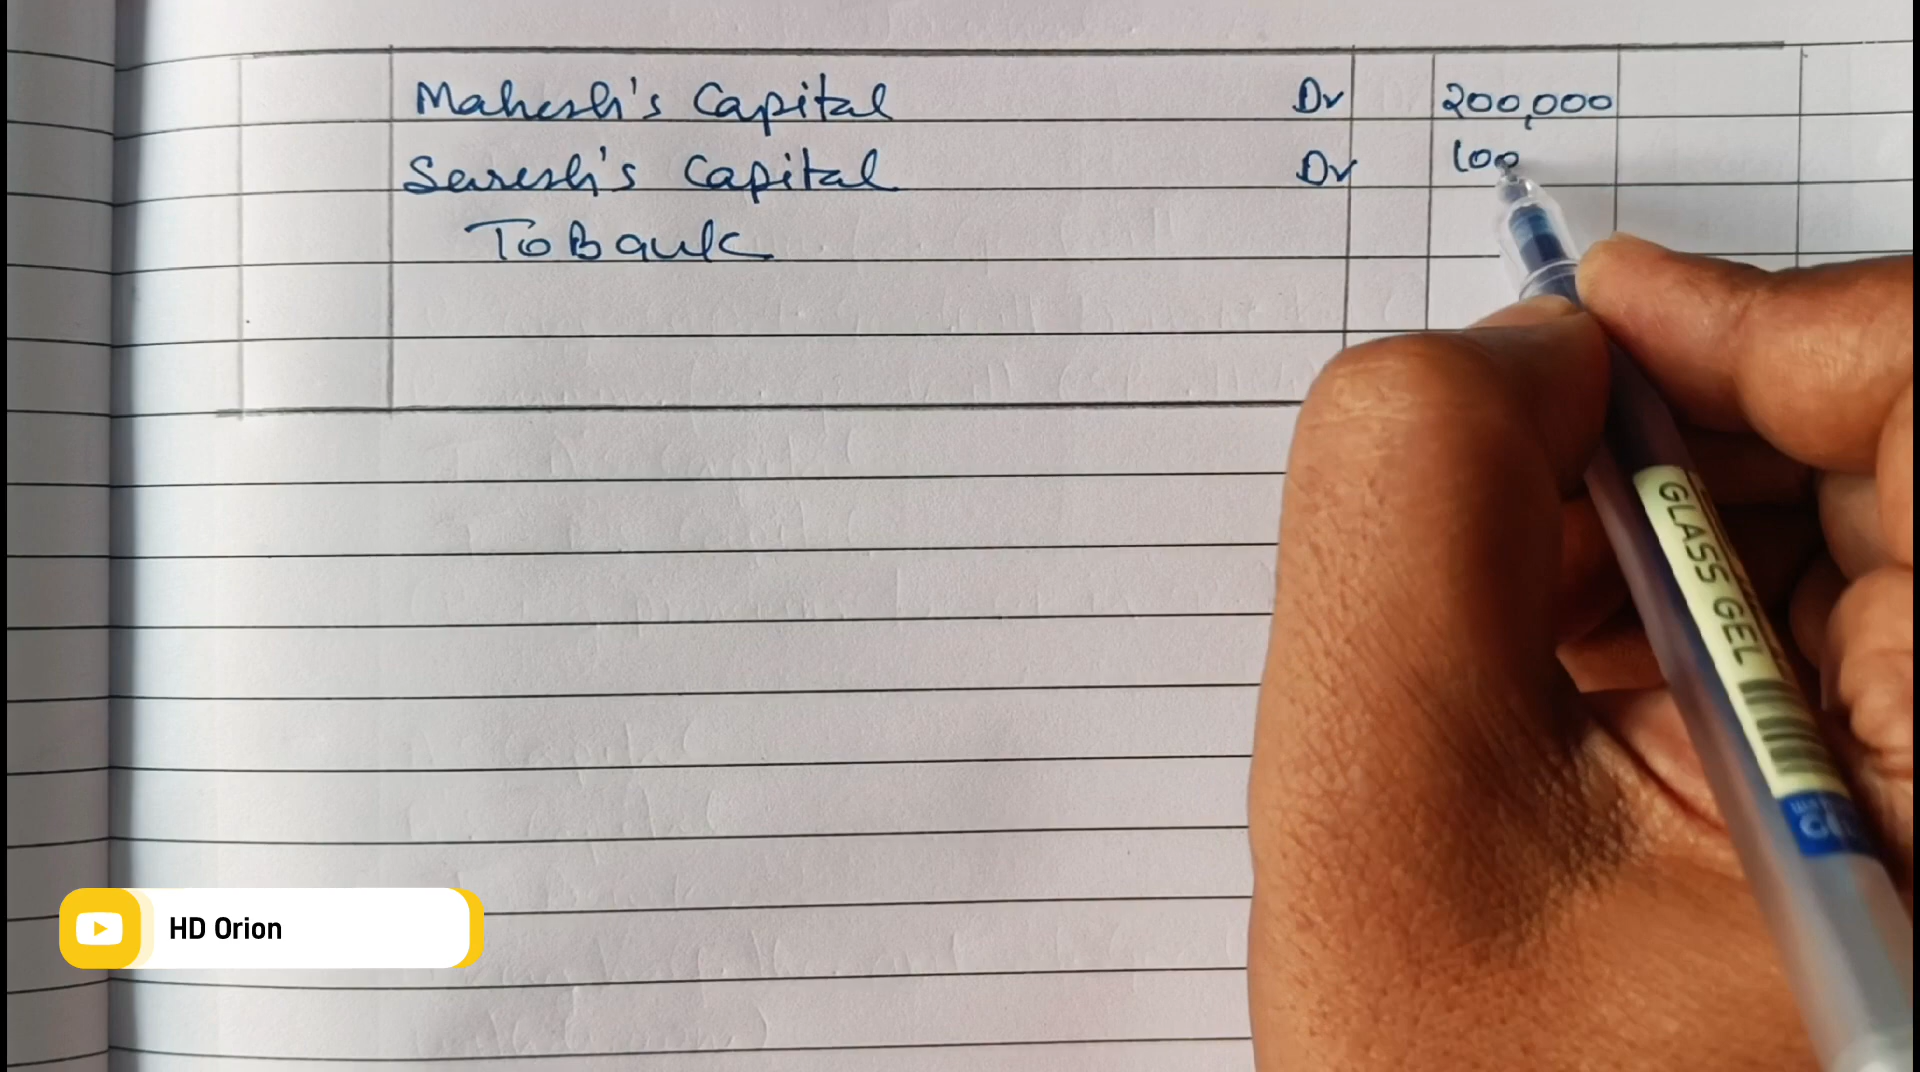 Mahesh's Capital Dr 200,000
Suresh's Capital Dr 100
To Bank
GLASS GEL
HD Orion